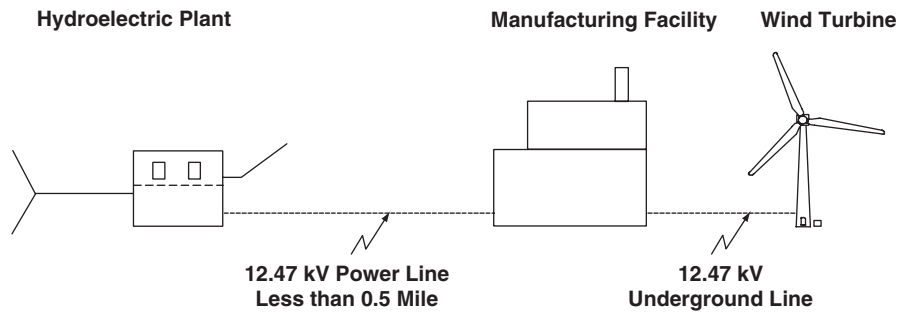 Hydroelectric Plant
Manufacturing Facility
Wind Turbine
12.47 kV Power Line
Less than 0.5 Mile
12.47 kV
Underground Line